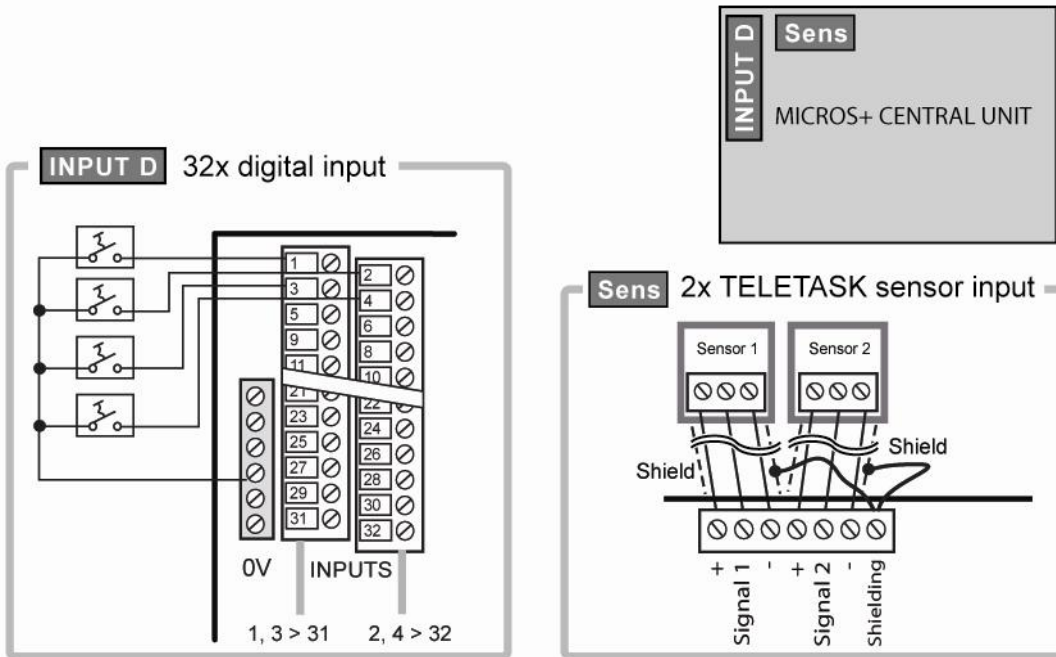 INPUT D
Sens
MICROS+ CENTRAL UNIT
INPUT D 32x digital input
1
3
5
9
11
21
23
25
27
29
31
2
4
6
8
10
22
24
26
28
30
32
0V
INPUTS
1, 3 > 31
2, 4 > 32
Sens 2x TELETASK sensor input
Sensor 1
Sensor 2
Shield
Shield
+
Signal 1
-
+
Signal 2
-
Shielding